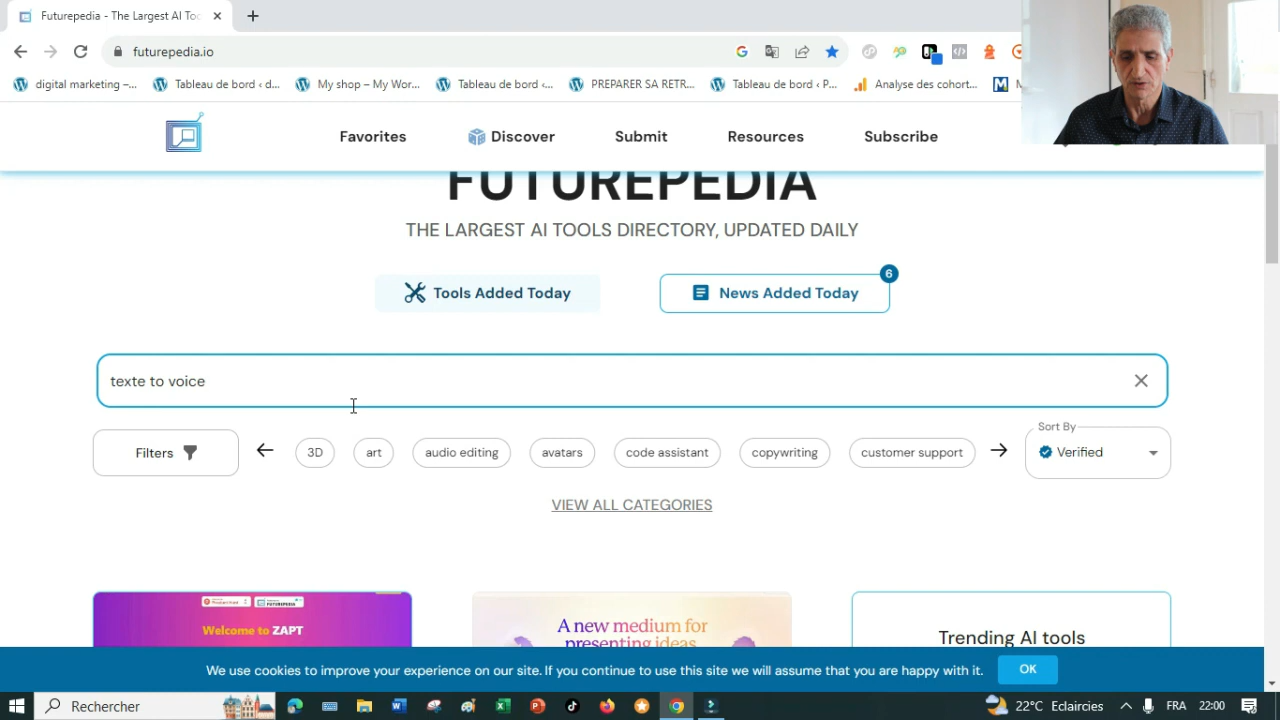 Futurepedia - The Largest AI Too
futurepedia.io
digital marketing –...
Tableau de bord ‹ d...
My shop – My Wor...
Tableau de bord ‹...
PREPARER SA RETR...
Tableau de bord ‹ P...
Analyse des cohort...
Favorites
Discover
Submit
Resources
Subscribe
FUTUREPEDIA
THE LARGEST AI TOOLS DIRECTORY, UPDATED DAILY
Tools Added Today
News Added Today
6
texte to voice
Filters
3D
art
audio editing
avatars
code assistant
copywriting
customer support
Sort By
Verified
VIEW ALL CATEGORIES
FUTUREPEDIA
Welcome to ZAPT
A new medium for
presenting ideas
Trending AI tools
We use cookies to improve your experience on our site. If you continue to use this site we will assume that you are happy with it.
OK
Rechercher
22°C Eclaircies
FRA
22:00